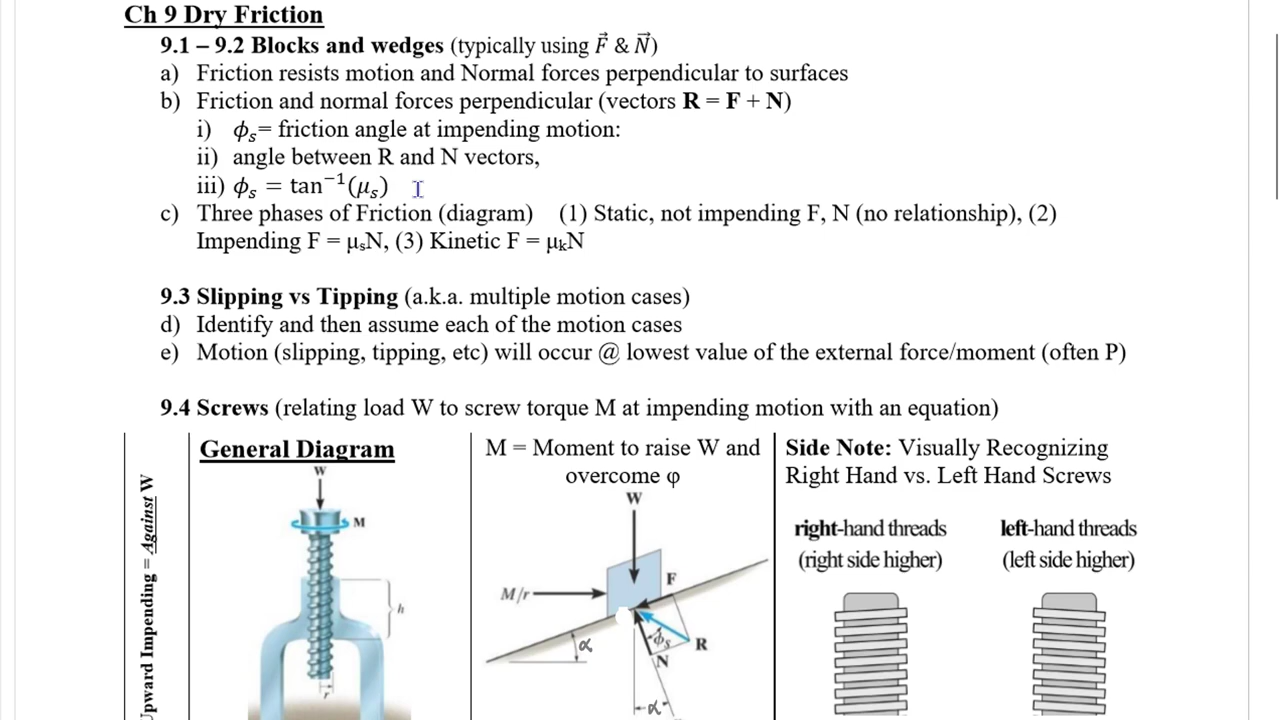 Ch 9 Dry Friction
9.1 – 9.2 Blocks and wedges (typically using F⃗ & N⃗)
a) Friction resists motion and Normal forces perpendicular to surfaces
b) Friction and normal forces perpendicular (vectors R = F + N)
i) ϕₛ= friction angle at impending motion:
ii) angle between R and N vectors,
iii) ϕₛ = tan⁻¹(μₛ)
c) Three phases of Friction (diagram) (1) Static, not impending F, N (no relationship), (2)
Impending F = μₛN, (3) Kinetic F = μₖN
9.3 Slipping vs Tipping (a.k.a. multiple motion cases)
d) Identify and then assume each of the motion cases
e) Motion (slipping, tipping, etc) will occur @ lowest value of the external force/moment (often P)
9.4 Screws (relating load W to screw torque M at impending motion with an equation)
Upward Impending = Against W
General Diagram
W
M
h
r
M = Moment to raise W and
overcome φ
W
F
M/r
α
ϕₛ
R
N
α
Side Note: Visually Recognizing
Right Hand vs. Left Hand Screws
right-hand threads
(right side higher)
left-hand threads
(left side higher)